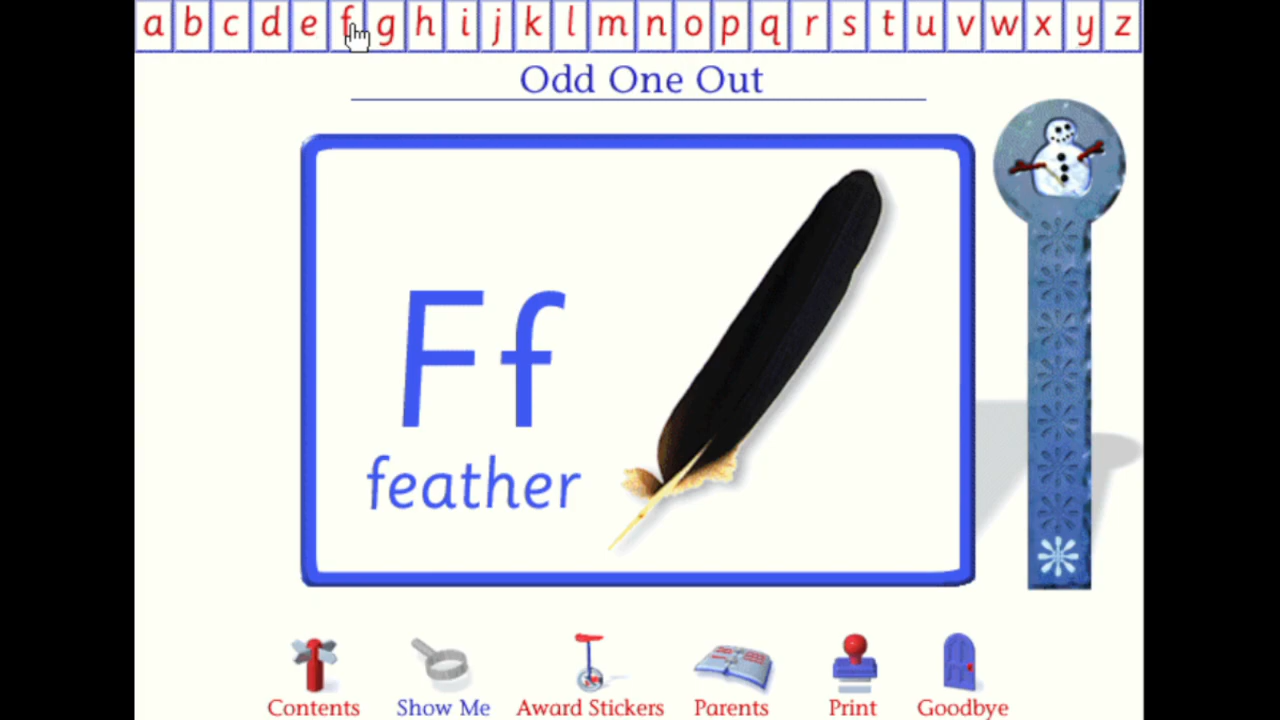 a b c d e f g h i j k l m n o p q r s t u v w x y z
Odd One Out
Ff
feather
Contents Show Me Award Stickers Parents Print Goodbye